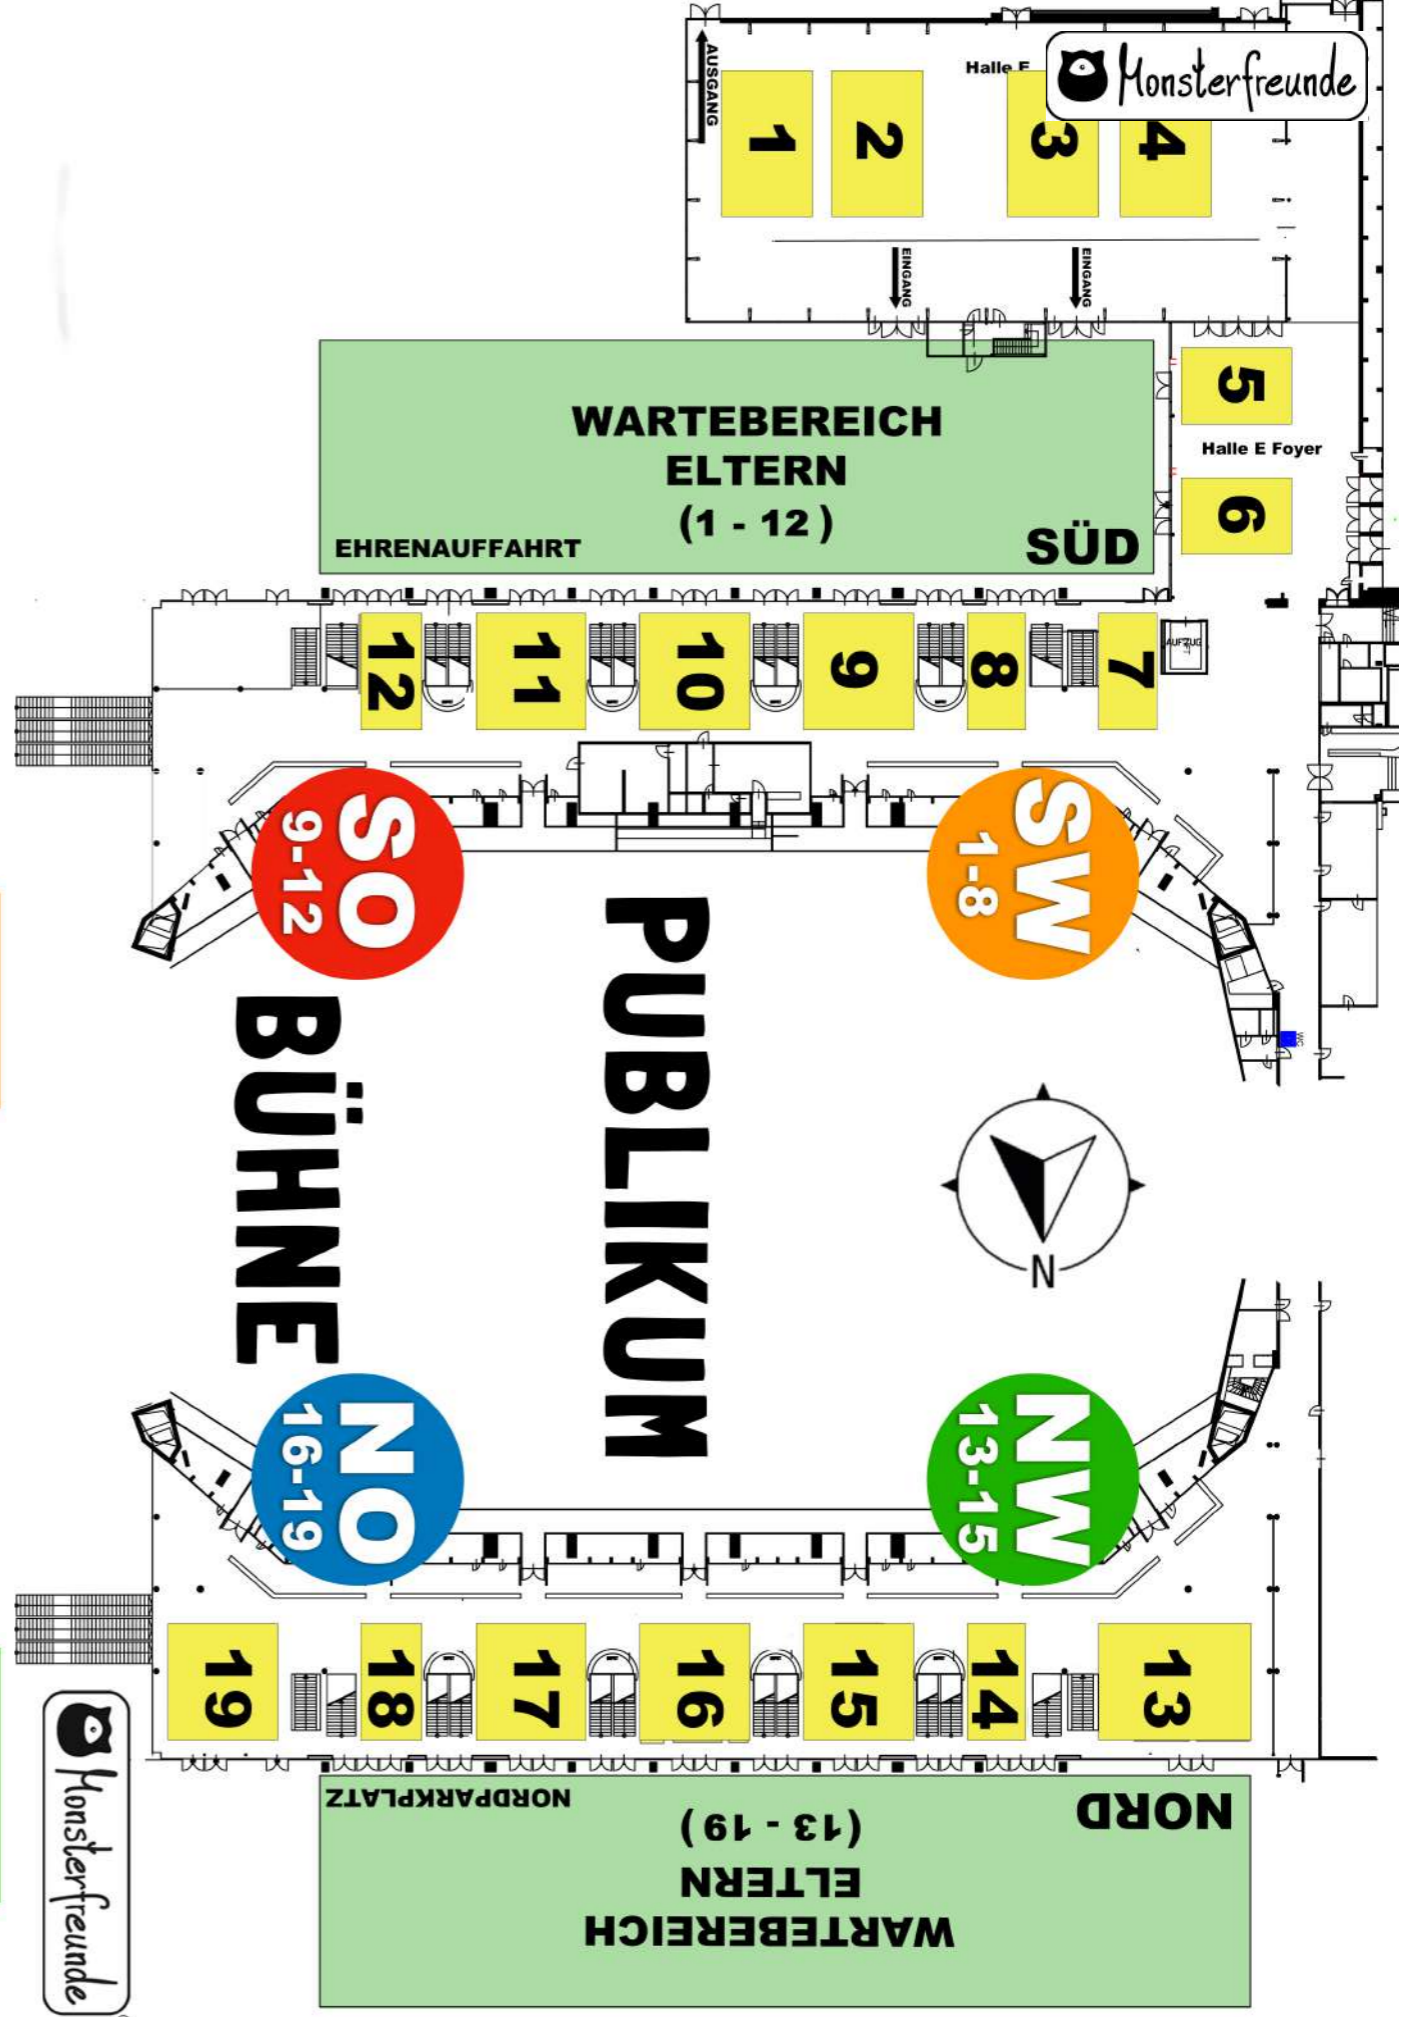 AUSGANG
Halle E
Monsterfreunde
1
2
3
4
EINGANG
EINGANG
5
Halle E Foyer
6
WARTEBEREICH
ELTERN
(1 - 12)
EHRENAUFFAHRT
SÜD
12
11
10
9
8
7
AUFZUG
SO
9-12
SW
1-8
PUBLIKUM
BÜHNE
WC
N
NO
16-19
NW
13-15
19
18
17
16
15
14
13
NORDPARKPLATZ
NORD
(13 - 19)
ELTERN
WARTEBEREICH
Monsterfreunde